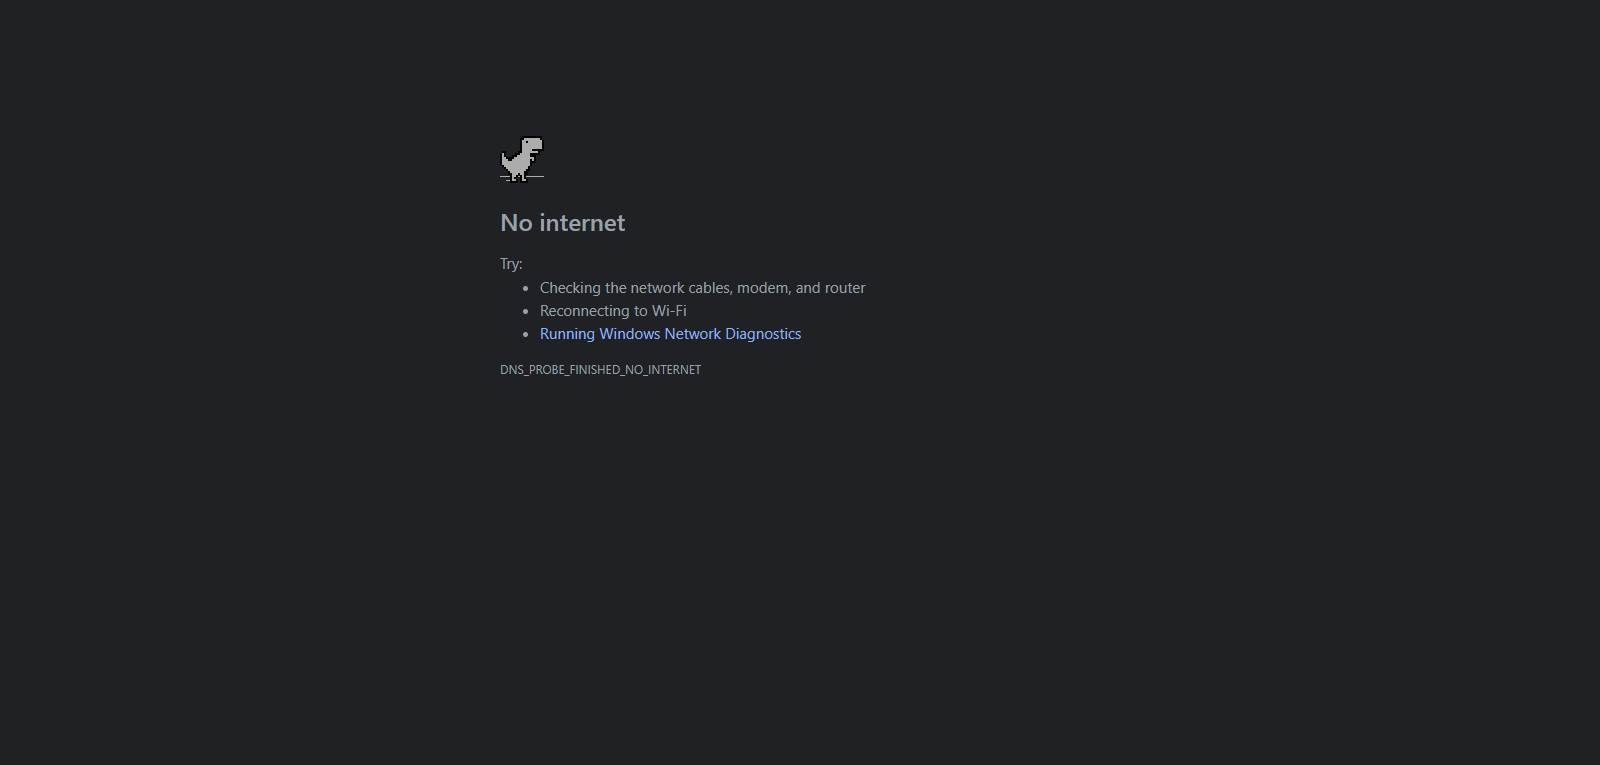 No internet
Try:
Checking the network cables, modem, and router
Reconnecting to Wi-Fi
Running Windows Network Diagnostics
DNS_PROBE_FINISHED_NO_INTERNET